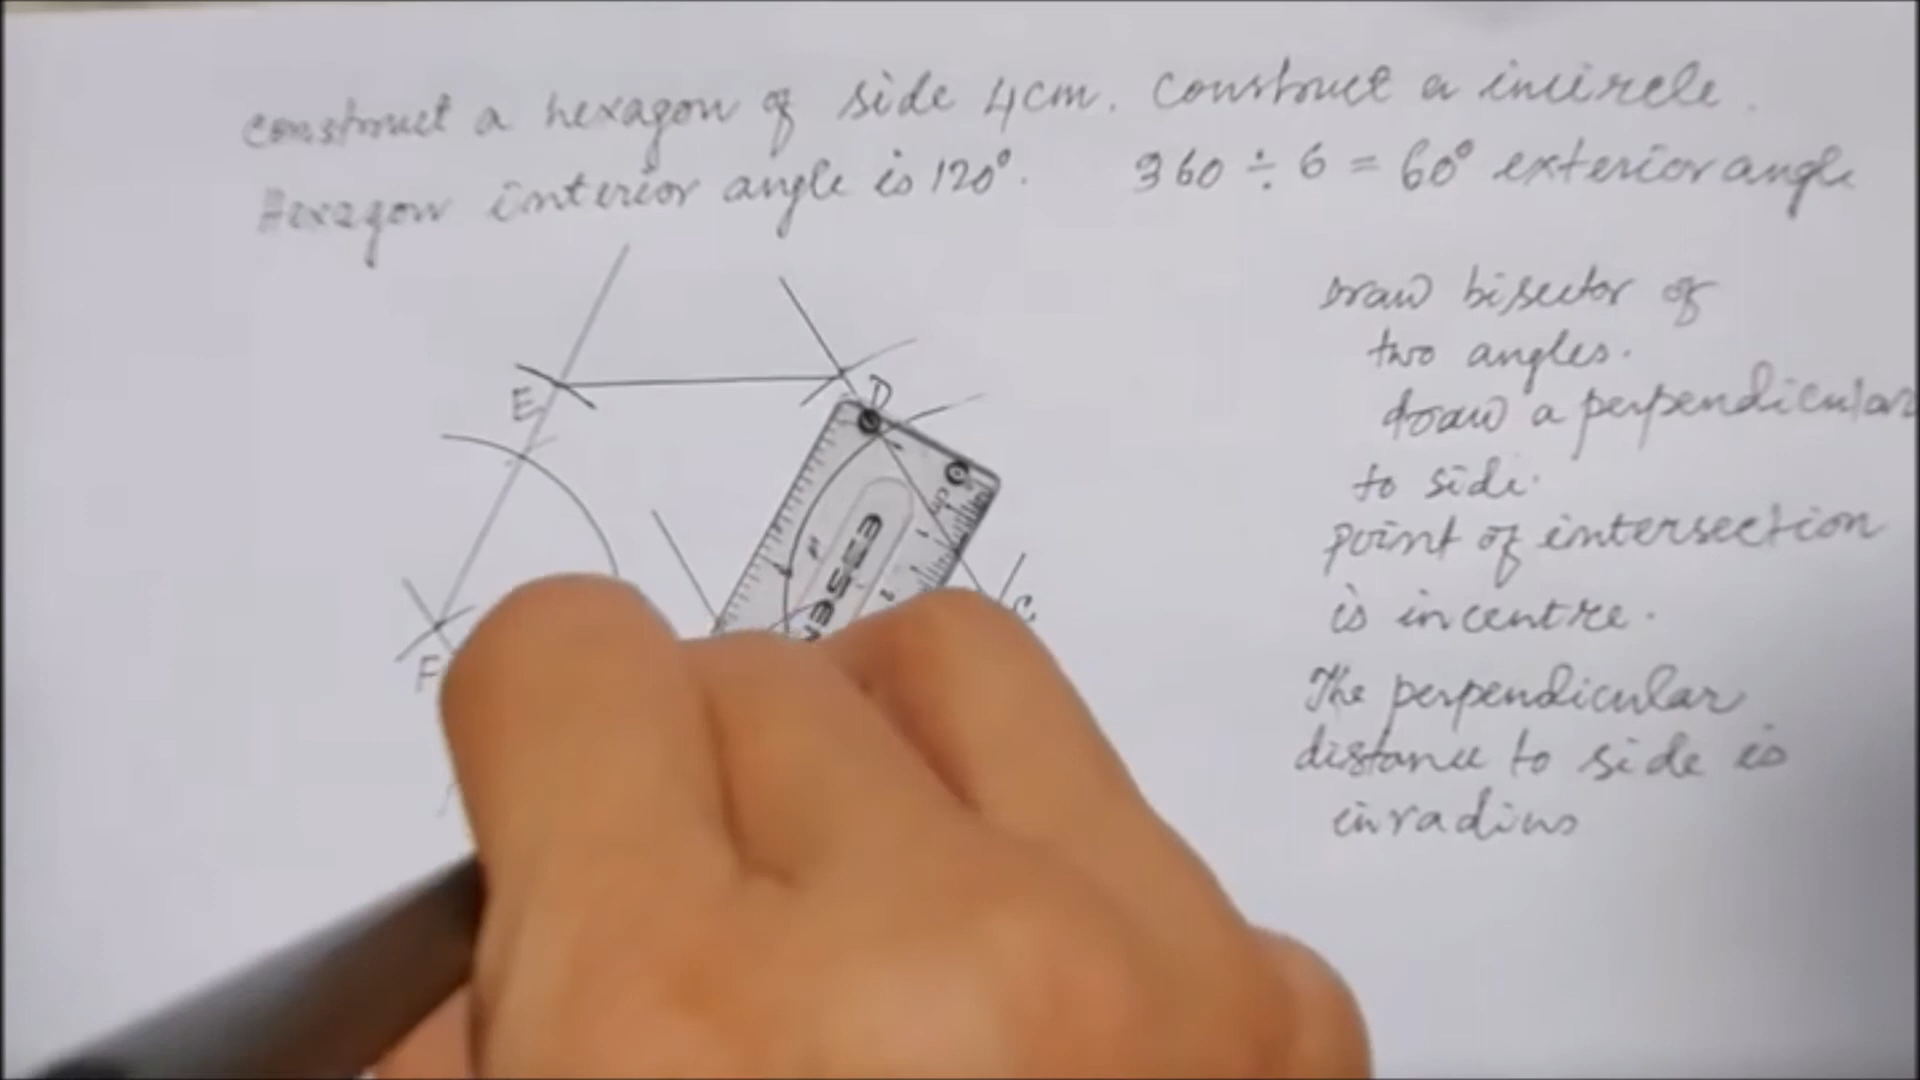 Construct a hexagon of side 4cm. Construct a incircle.
Hexagon interior angle is 120°. 360 ÷ 6 = 60° exterior angle
Draw bisector of
two angles.
draw a perpendicular
to side.
point of intersection
is incentre.
The perpendicular
distance to side is
inradius
E
D
C
F
cm